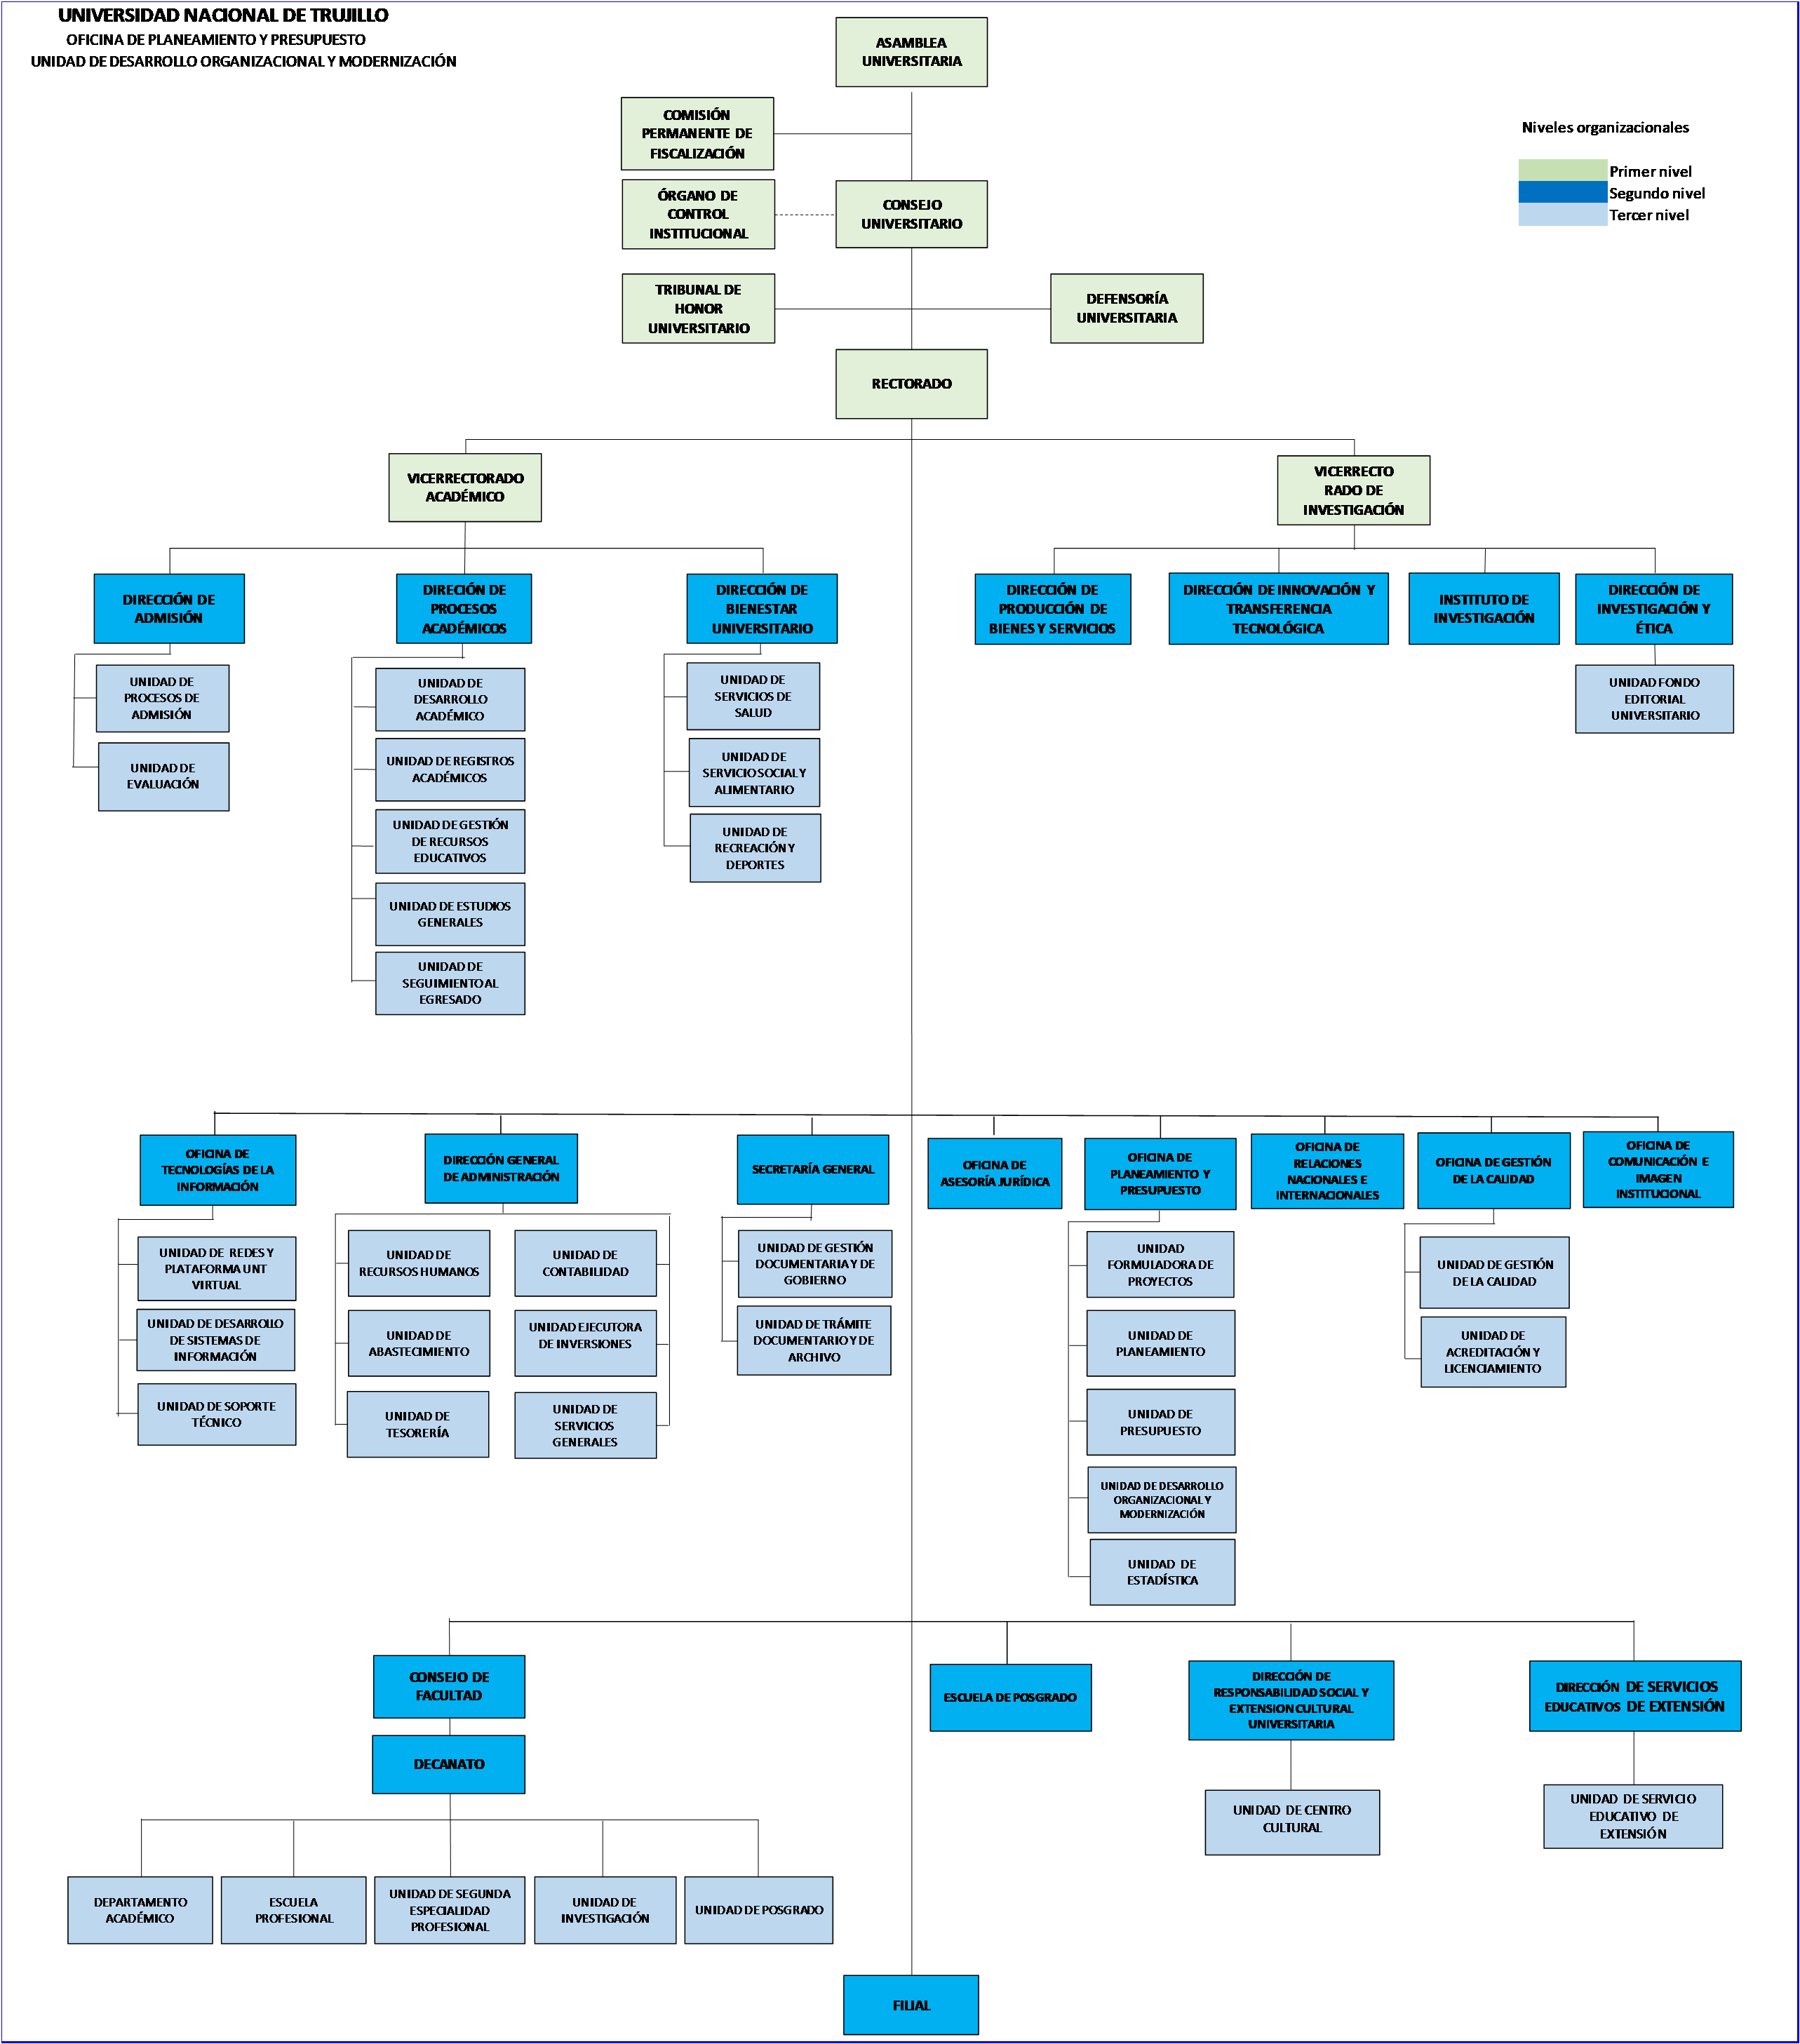 UNIVERSIDAD NACIONAL DE TRUJILLO
OFICINA DE PLANEAMIENTO Y PRESUPUESTO
UNIDAD DE DESARROLLO ORGANIZACIONAL Y MODERNIZACIÓN
ASAMBLEA
UNIVERSITARIA
COMISIÓN
PERMANENTE DE
FISCALIZACIÓN
Niveles organizacionales
Primer nivel
Segundo nivel
Tercer nivel
ÓRGANO DE
CONTROL
INSTITUCIONAL
CONSEJO
UNIVERSITARIO
TRIBUNAL DE
HONOR
UNIVERSITARIO
DEFENSORÍA
UNIVERSITARIA
RECTORADO
VICERRECTORADO
ACADÉMICO
VICERRECTO
RADO DE
INVESTIGACIÓN
DIRECCIÓN DE
ADMISIÓN
DIRECIÓN DE
PROCESOS
ACADÉMICOS
DIRECCIÓN DE
BIENESTAR
UNIVERSITARIO
DIRECCIÓN DE
PRODUCCIÓN DE
BIENES Y SERVICIOS
DIRECCIÓN DE INNOVACIÓN Y
TRANSFERENCIA
TECNOLÓGICA
INSTITUTO DE
INVESTIGACIÓN
DIRECCIÓN DE
INVESTIGACIÓN Y
ÉTICA
UNIDAD DE
PROCESOS DE
ADMISIÓN
UNIDAD DE
EVALUACIÓN
UNIDAD DE
DESARROLLO
ACADÉMICO
UNIDAD DE REGISTROS
ACADÉMICOS
UNIDAD DE GESTIÓN
DE RECURSOS
EDUCATIVOS
UNIDAD DE ESTUDIOS
GENERALES
UNIDAD DE
SEGUIMIENTO AL
EGRESADO
UNIDAD DE
SERVICIOS DE
SALUD
UNIDAD DE
SERVICIO SOCIAL Y
ALIMENTARIO
UNIDAD DE
RECREACIÓN Y
DEPORTES
UNIDAD FONDO
EDITORIAL
UNIVERSITARIO
OFICINA DE
TECNOLOGÍAS DE LA
INFORMACIÓN
DIRECCIÓN GENERAL
DE ADMINISTRACIÓN
SECRETARÍA GENERAL
OFICINA DE
ASESORÍA JURÍDICA
OFICINA DE
PLANEAMIENTO Y
PRESUPUESTO
OFICINA DE
RELACIONES
NACIONALES E
INTERNACIONALES
OFICINA DE GESTIÓN
DE LA CALIDAD
OFICINA DE
COMUNICACIÓN E
IMAGEN
INSTITUCIONAL
UNIDAD DE REDES Y
PLATAFORMA UNT
VIRTUAL
UNIDAD DE DESARROLLO
DE SISTEMAS DE
INFORMACIÓN
UNIDAD DE SOPORTE
TÉCNICO
UNIDAD DE
RECURSOS HUMANOS
UNIDAD DE
ABASTECIMIENTO
UNIDAD DE
TESORERÍA
UNIDAD DE
CONTABILIDAD
UNIDAD EJECUTORA
DE INVERSIONES
UNIDAD DE
SERVICIOS
GENERALES
UNIDAD DE GESTIÓN
DOCUMENTARIA Y DE
GOBIERNO
UNIDAD DE TRÁMITE
DOCUMENTARIO Y DE
ARCHIVO
UNIDAD
FORMULADORA DE
PROYECTOS
UNIDAD DE
PLANEAMIENTO
UNIDAD DE
PRESUPUESTO
UNIDAD DE DESARROLLO
ORGANIZACIONAL Y
MODERNIZACIÓN
UNIDAD DE
ESTADÍSTICA
UNIDAD DE GESTIÓN
DE LA CALIDAD
UNIDAD DE
ACREDITACIÓN Y
LICENCIAMIENTO
CONSEJO DE
FACULTAD
DECANATO
ESCUELA DE POSGRADO
DIRECCIÓN DE
RESPONSABILIDAD SOCIAL Y
EXTENSION CULTURAL
UNIVERSITARIA
DIRECCIÓN DE SERVICIOS
EDUCATIVOS DE EXTENSIÓN
UNIDAD DE CENTRO
CULTURAL
UNIDAD DE SERVICIO
EDUCATIVO DE
EXTENSIÓN
DEPARTAMENTO
ACADÉMICO
ESCUELA
PROFESIONAL
UNIDAD DE SEGUNDA
ESPECIALIDAD
PROFESIONAL
UNIDAD DE
INVESTIGACIÓN
UNIDAD DE POSGRADO
FILIAL